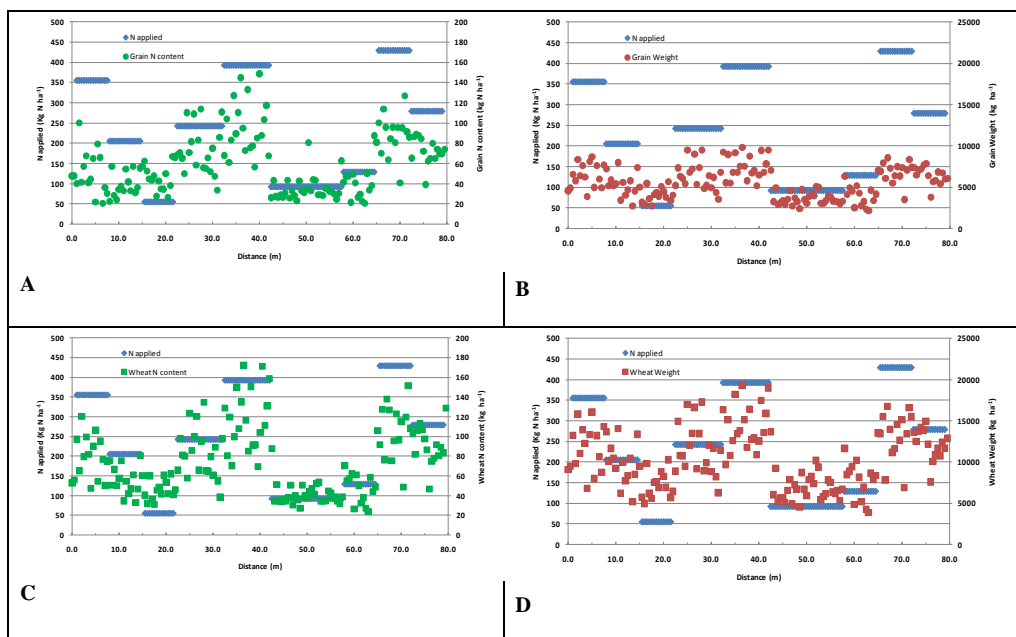 N applied
Grain N content
500
450
400
350
300
250
200
150
100
50
0
N applied (Kg N ha⁻¹)
200
180
160
140
120
100
80
60
40
20
0
Grain N content (kg N ha⁻¹)
0.0 10.0 20.0 30.0 40.0 50.0 60.0 70.0 80.0
Distance (m)
A
N applied
Grain Weight
500
450
400
350
300
250
200
150
100
50
0
N applied (Kg N ha⁻¹)
25000
20000
15000
10000
5000
0
Grain Weight (kg ha⁻¹)
0.0 10.0 20.0 30.0 40.0 50.0 60.0 70.0 80.0
Distance (m)
B
N applied
Wheat N content
500
450
400
350
300
250
200
150
100
50
0
N applied (Kg N ha⁻¹)
200
180
160
140
120
100
80
60
40
20
0
Wheat N content (kg ha⁻¹)
0.0 10.0 20.0 30.0 40.0 50.0 60.0 70.0 80.0
Distance (m)
C
N applied
Wheat Weight
500
450
400
350
300
250
200
150
100
50
0
N applied (Kg N ha⁻¹)
25000
20000
15000
10000
5000
0
Wheat Weight (kg ha⁻¹)
0.0 10.0 20.0 30.0 40.0 50.0 60.0 70.0 80.0
Distance (m)
D